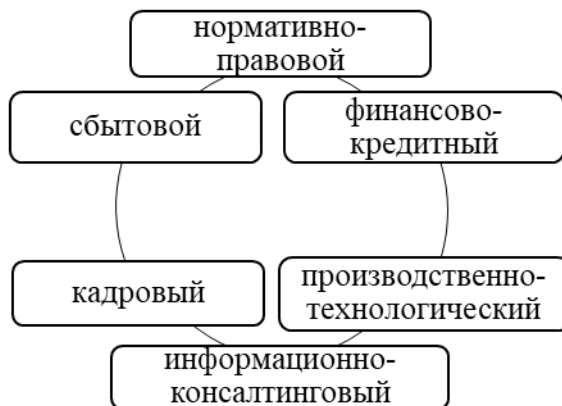 нормативно-
правовой
сбытовой
финансово-
кредитный
кадровый
производственно-
технологический
информационно-
консалтинговый